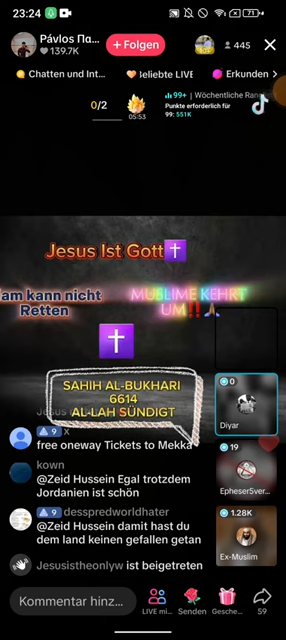 23:24
71
Pávlos Πα...
139.7K
+ Folgen
445
Chatten und Int...
Beliebte LIVE
Erkunden
0/2
05:53
99+ | Wöchentliche Ran
Punkte erforderlich für
99: 551K
Jesus Ist Gott✝️
am kann nicht
Retten
MUSLIME KEHRT
UM‼️🙏🏽
✝️
SAHIH AL-BUKHARI
6614
AL-LAH SÜNDIGT
Jesus
9 x
free oneway Tickets to Mekka
kown
@Zeid Hussein Egal trotzdem
Jordanien ist schön
9 desspredworldhater
@Zeid Hussein damit hast du
dem land keinen gefallen getan
Jesusistheonlyw ist beigetreten
0
Diyar
19
Epheser5ver...
1.28K
Ex-Muslim
Kommentar hinz...
LIVE mi...
Senden
Gesche...
59